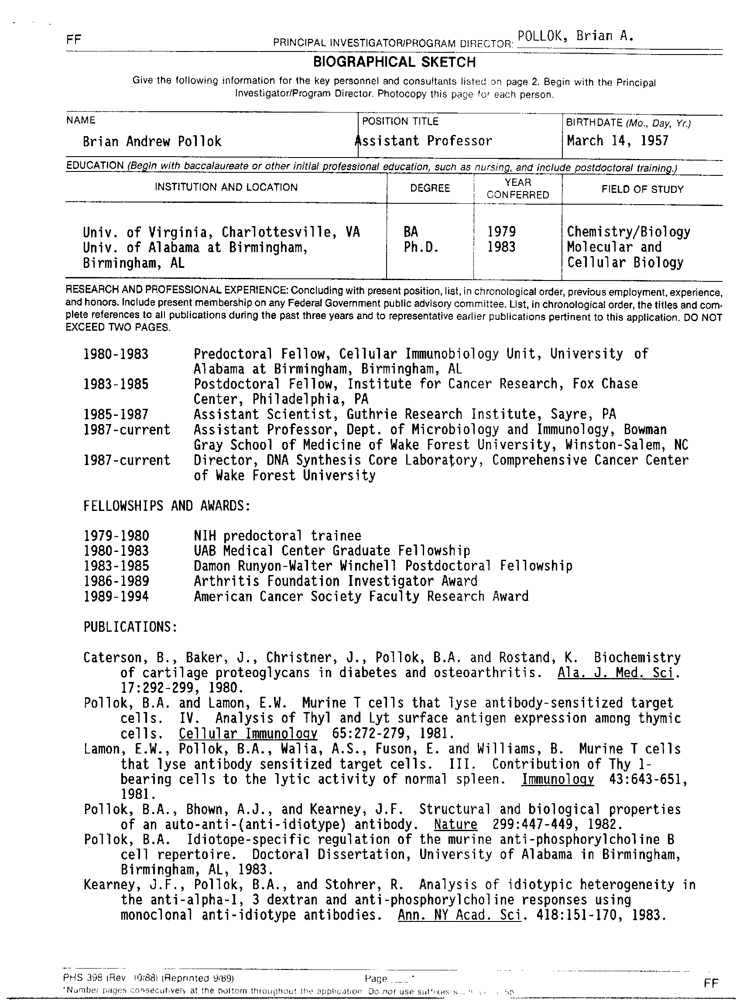 FF
PRINCIPAL INVESTIGATOR/PROGRAM DIRECTOR: POLLOK, Brian A.
BIOGRAPHICAL SKETCH
Give the following information for the key personnel and consultants listed on page 2. Begin with the Principal
Investigator/Program Director. Photocopy this page for each person.
NAME POSITION TITLE BIRTHDATE (Mo., Day, Yr.)
Brian Andrew Pollok Assistant Professor March 14, 1957
EDUCATION (Begin with baccalaureate or other initial professional education, such as nursing, and include postdoctoral training.)
INSTITUTION AND LOCATION DEGREE YEAR CONFERRED FIELD OF STUDY
Univ. of Virginia, Charlottesville, VA BA 1979 Chemistry/Biology
Univ. of Alabama at Birmingham, Ph.D. 1983 Molecular and
Birmingham, AL Cellular Biology
RESEARCH AND PROFESSIONAL EXPERIENCE: Concluding with present position, list, in chronological order, previous employment, experience,
and honors. Include present membership on any Federal Government public advisory committee. List, in chronological order, the titles and com-
plete references to all publications during the past three years and to representative earlier publications pertinent to this application. DO NOT
EXCEED TWO PAGES.
1980-1983 Predoctoral Fellow, Cellular Immunobiology Unit, University of
Alabama at Birmingham, Birmingham, AL
1983-1985 Postdoctoral Fellow, Institute for Cancer Research, Fox Chase
Center, Philadelphia, PA
1985-1987 Assistant Scientist, Guthrie Research Institute, Sayre, PA
1987-current Assistant Professor, Dept. of Microbiology and Immunology, Bowman
Gray School of Medicine of Wake Forest University, Winston-Salem, NC
1987-current Director, DNA Synthesis Core Laboratory, Comprehensive Cancer Center
of Wake Forest University
FELLOWSHIPS AND AWARDS:
1979-1980 NIH predoctoral trainee
1980-1983 UAB Medical Center Graduate Fellowship
1983-1985 Damon Runyon-Walter Winchell Postdoctoral Fellowship
1986-1989 Arthritis Foundation Investigator Award
1989-1994 American Cancer Society Faculty Research Award
PUBLICATIONS:
Caterson, B., Baker, J., Christner, J., Pollok, B.A. and Rostand, K. Biochemistry
of cartilage proteoglycans in diabetes and osteoarthritis. Ala. J. Med. Sci.
17:292-299, 1980.
Pollok, B.A. and Lamon, E.W. Murine T cells that lyse antibody-sensitized target
cells. IV. Analysis of Thyl and Lyt surface antigen expression among thymic
cells. Cellular Immunology 65:272-279, 1981.
Lamon, E.W., Pollok, B.A., Walia, A.S., Fuson, E. and Williams, B. Murine T cells
that lyse antibody sensitized target cells. III. Contribution of Thy 1-
bearing cells to the lytic activity of normal spleen. Immunology 43:643-651,
1981.
Pollok, B.A., Bhown, A.J., and Kearney, J.F. Structural and biological properties
of an auto-anti-(anti-idiotype) antibody. Nature 299:447-449, 1982.
Pollok, B.A. Idiotope-specific regulation of the murine anti-phosphorylcholine B
cell repertoire. Doctoral Dissertation, University of Alabama in Birmingham,
Birmingham, AL, 1983.
Kearney, J.F., Pollok, B.A., and Stohrer, R. Analysis of idiotypic heterogeneity in
the anti-alpha-1, 3 dextran and anti-phosphorylcholine responses using
monoclonal anti-idiotype antibodies. Ann. NY Acad. Sci. 418:151-170, 1983.
PHS 398 (Rev. 10/88) (Reprinted 9/89) Page
*Number pages consecutively at the bottom throughout the application. Do not use suffixes
FF